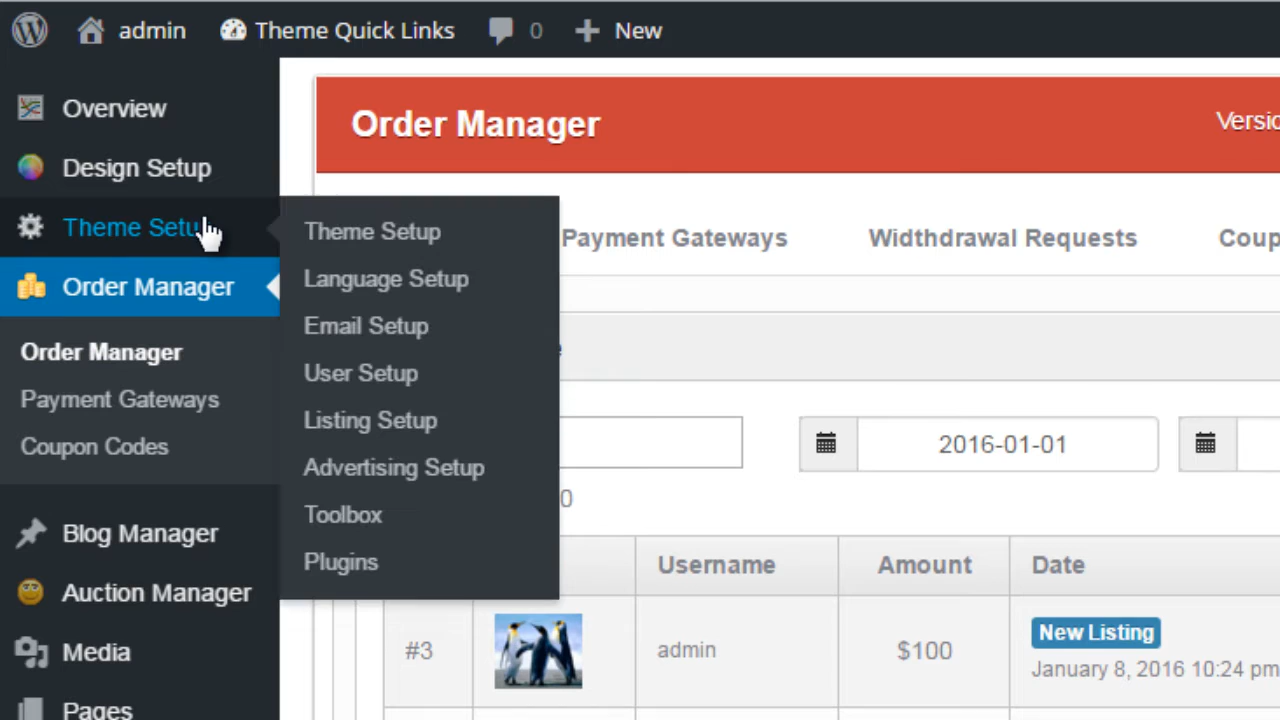 admin
Theme Quick Links
0
New
Overview
Design Setup
Theme Setu
Order Manager
Order Manager
Payment Gateways
Coupon Codes
Blog Manager
Auction Manager
Media
Pages
Theme Setup
Language Setup
Email Setup
User Setup
Listing Setup
Advertising Setup
Toolbox
Plugins
Order Manager
Payment Gateways
Widthdrawal Requests
2016-01-01
0
Username Amount Date
#3 admin $100 New Listing
January 8, 2016 10:24 pm